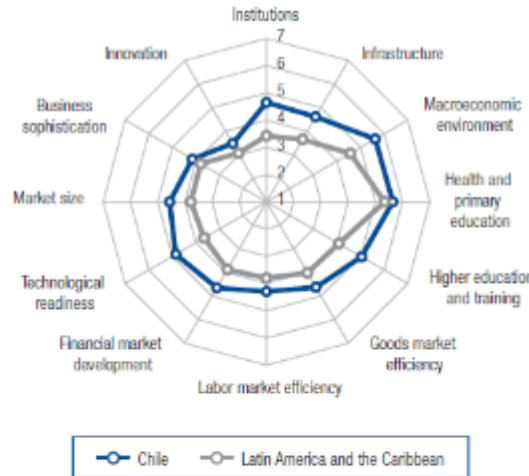 Institutions
Infrastructure
Macroeconomic
environment
Health and
primary
education
Higher education
and training
Goods market
efficiency
Labor market efficiency
Financial market
development
Technological
readiness
Market size
Business
sophistication
Innovation
7
6
5
4
3
2
1
Chile
Latin America and the Caribbean